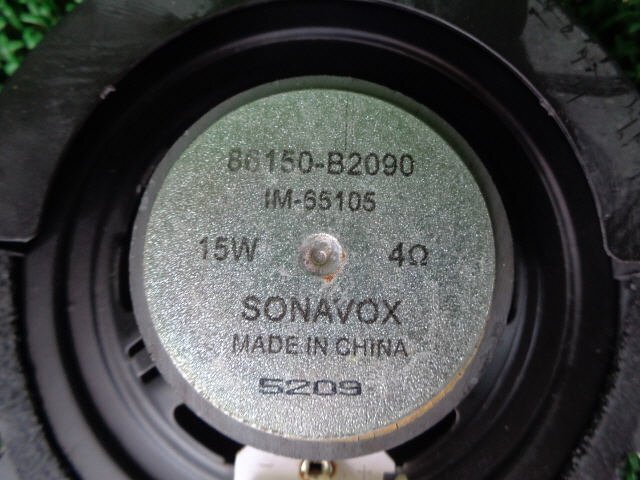 86150-B2090
IM-65105
15W 4Ω
SONAVOX
MADE IN CHINA
5209
- +